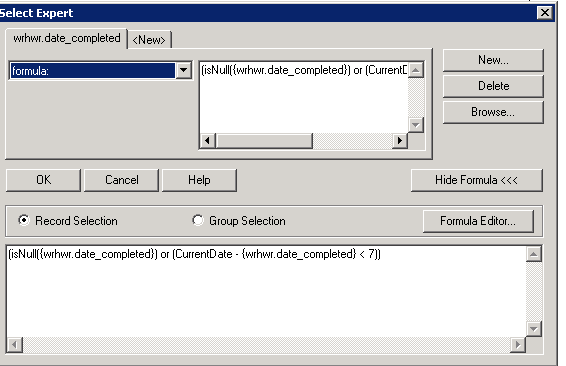 Select Expert
wrhwr.date_completed <New>
formula:
(isNull({wrhwr.date_completed}) or (CurrentD
New...
Delete
Browse...
OK Cancel Help Hide Formula <<<
Record Selection Group Selection Formula Editor...
(isNull({wrhwr.date_completed}) or (CurrentDate - {wrhwr.date_completed} < 7))